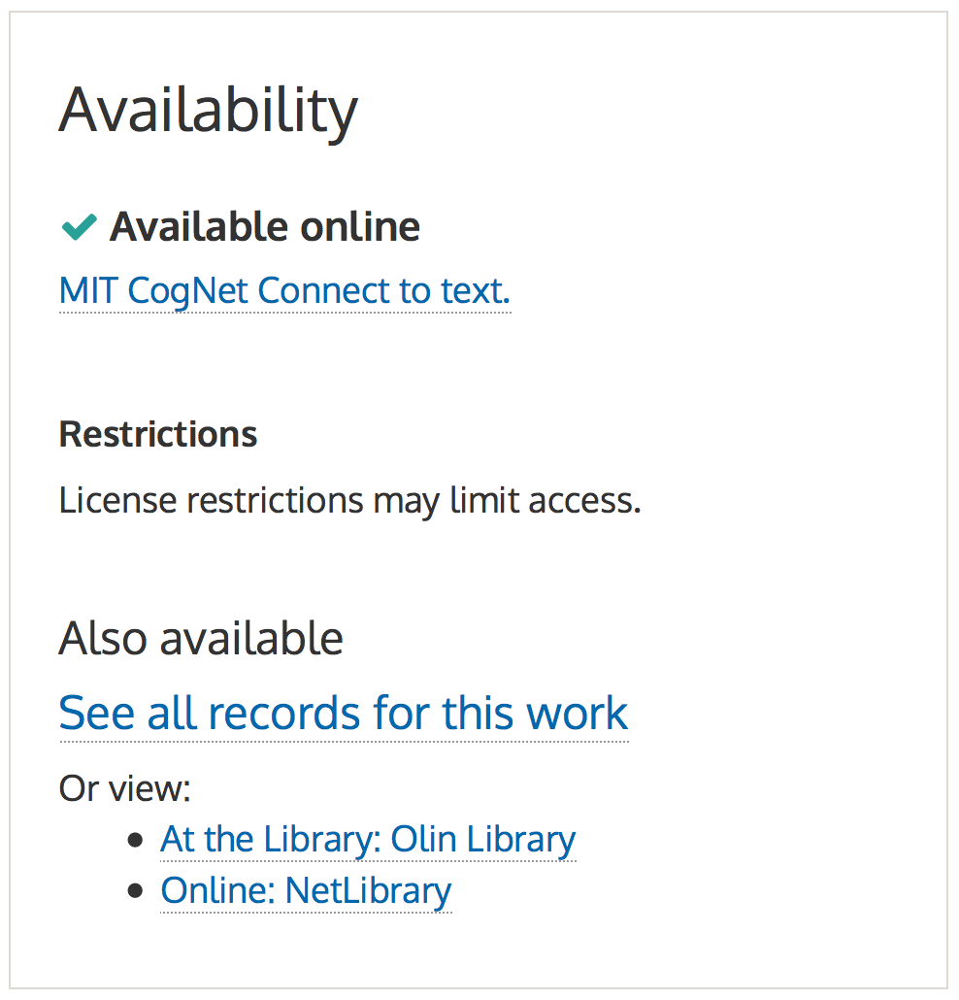 Availability
Available online
MIT CogNet Connect to text.
Restrictions
License restrictions may limit access.
Also available
See all records for this work
Or view:
At the Library: Olin Library
Online: NetLibrary